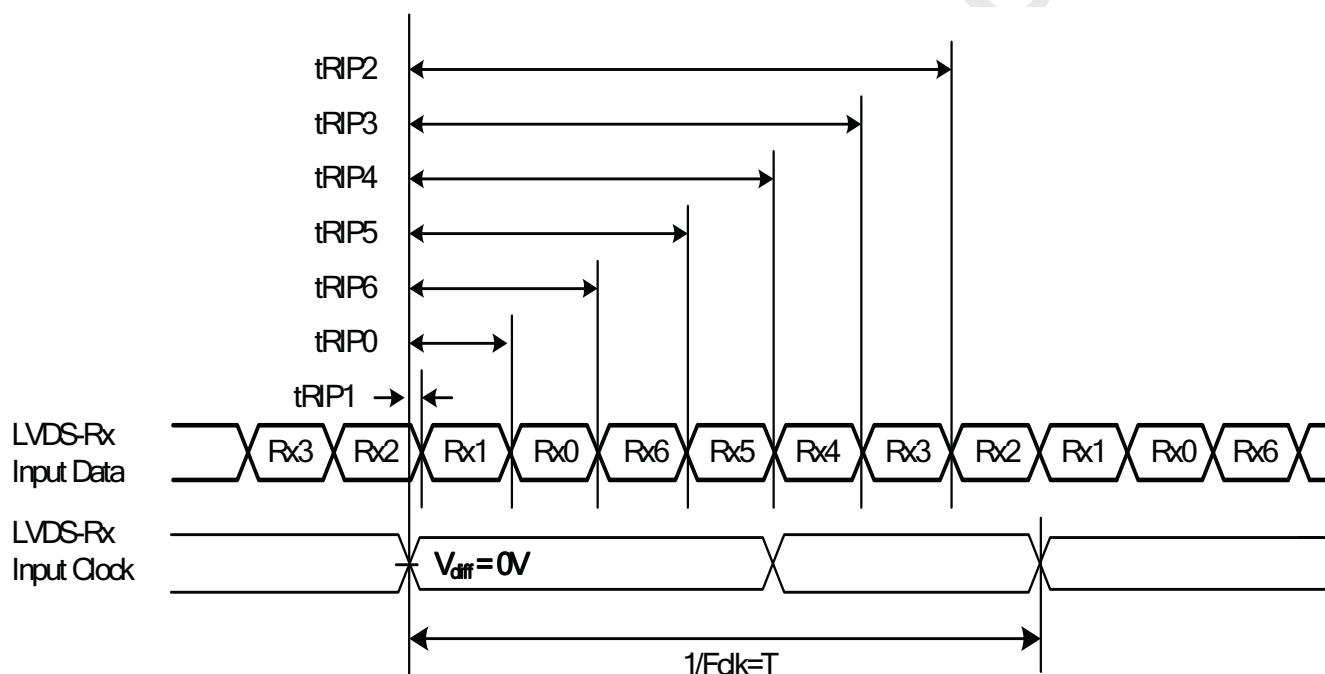 tRIP2
tRIP3
tRIP4
tRIP5
tRIP6
tRIP0
tRIP1
LVDS-Rx
Input Data
Rx3 Rx2 Rx1 Rx0 Rx6 Rx5 Rx4 Rx3 Rx2 Rx1 Rx0 Rx6
LVDS-Rx
Input Clock
Vdiff = 0V
1/Fclk=T